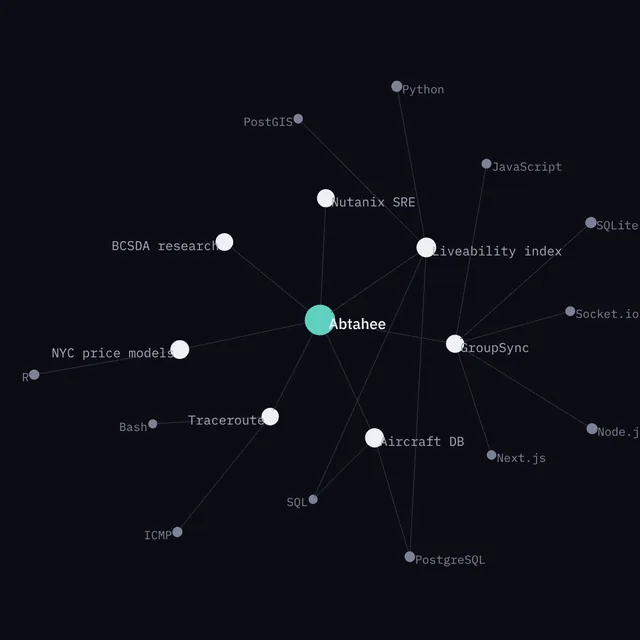 Python
PostGIS
JavaScript
Nutanix SRE
SQLite
BCSDA research
Liveability index
Socket.io
Abtahee
GroupSync
NYC price models
R
Traceroute
Bash
Node.j
Aircraft DB
Next.js
SQL
ICMP
PostgreSQL